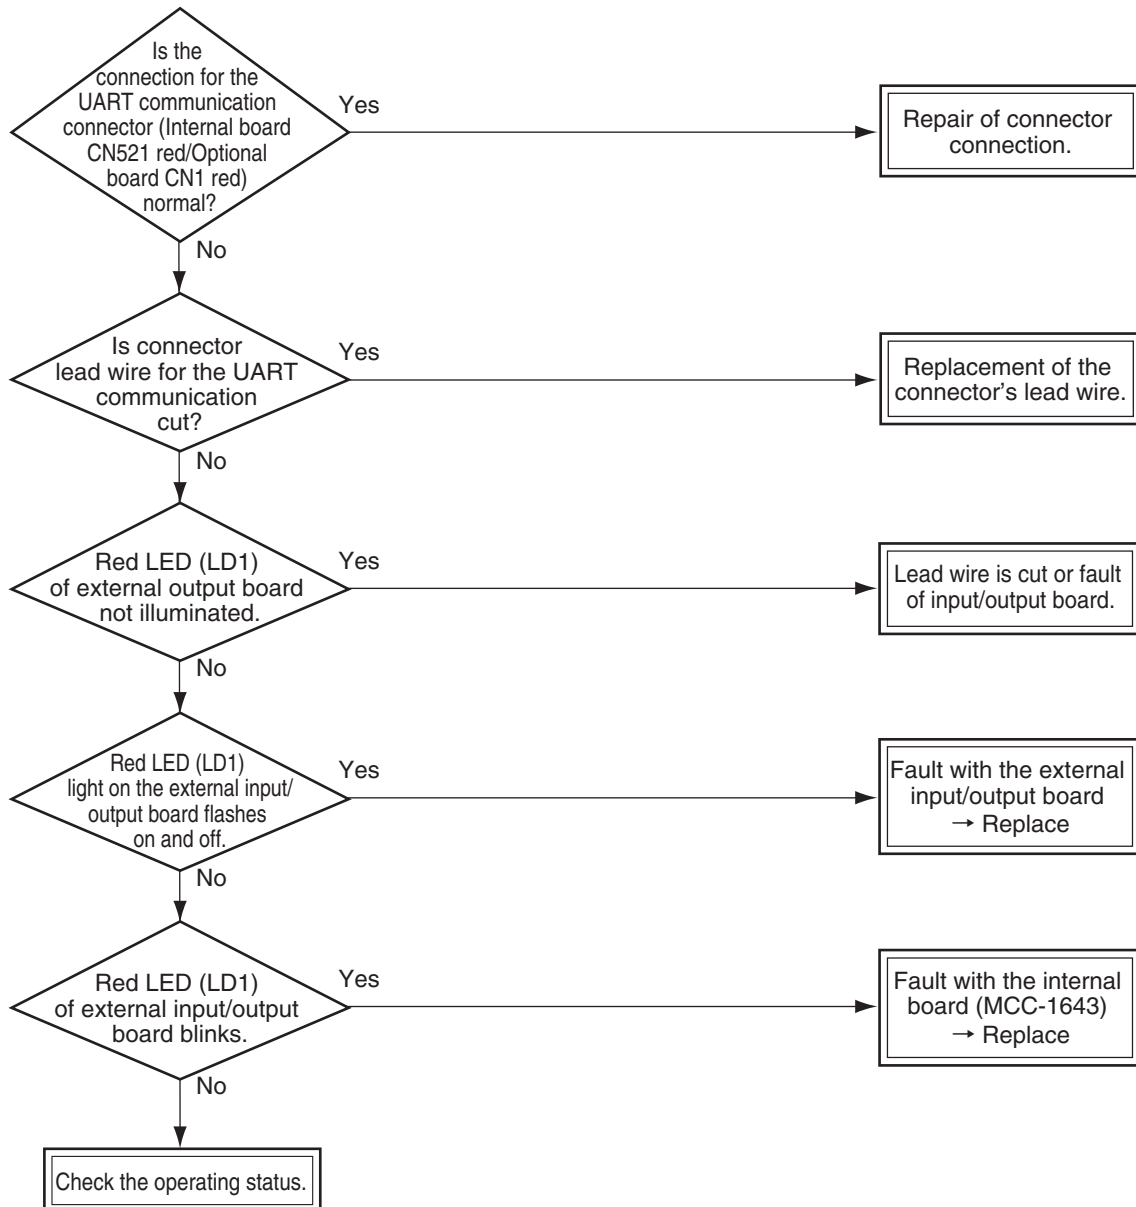 Is the
connection for the
UART communication
connector (Internal board
CN521 red/Optional
board CN1 red)
normal?
Yes
Repair of connector
connection.
No
Is connector
lead wire for the UART
communication
cut?
Yes
Replacement of the
connector's lead wire.
No
Red LED (LD1)
of external output board
not illuminated.
Yes
Lead wire is cut or fault
of input/output board.
No
Red LED (LD1)
light on the external input/
output board flashes
on and off.
Yes
Fault with the external
input/output board
→ Replace
No
Red LED (LD1)
of external input/output
board blinks.
Yes
Fault with the internal
board (MCC-1643)
→ Replace
No
Check the operating status.